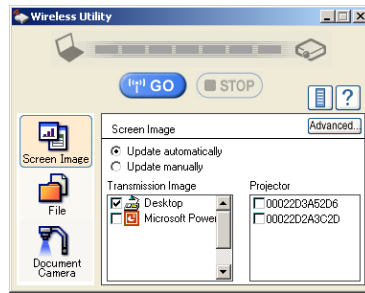 Wireless Utility
GO
STOP
?
Screen Image
Advanced...
Update automatically
Update manually
Transmission Image
Projector
Desktop
Microsoft Power
00022D3A52D6
00022D2A3C2D
Screen Image
File
Document
Camera